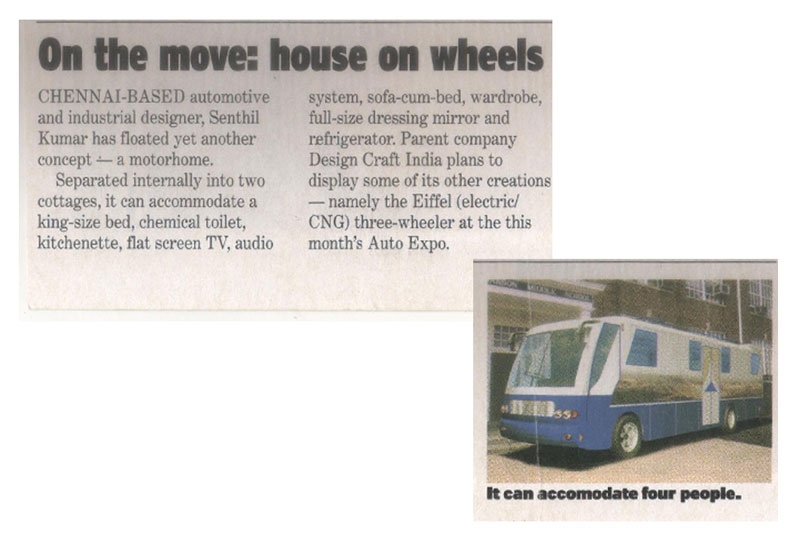 On the move: house on wheels
CHENNAI-BASED automotive
and industrial designer, Senthil
Kumar has floated yet another
concept — a motorhome.
Separated internally into two
cottages, it can accommodate a
king-size bed, chemical toilet,
kitchenette, flat screen TV, audio
system, sofa-cum-bed, wardrobe,
full-size dressing mirror and
refrigerator. Parent company
Design Craft India plans to
display some of its other creations
— namely the Eiffel (electric/
CNG) three-wheeler at the this
month's Auto Expo.
It can accomodate four people.